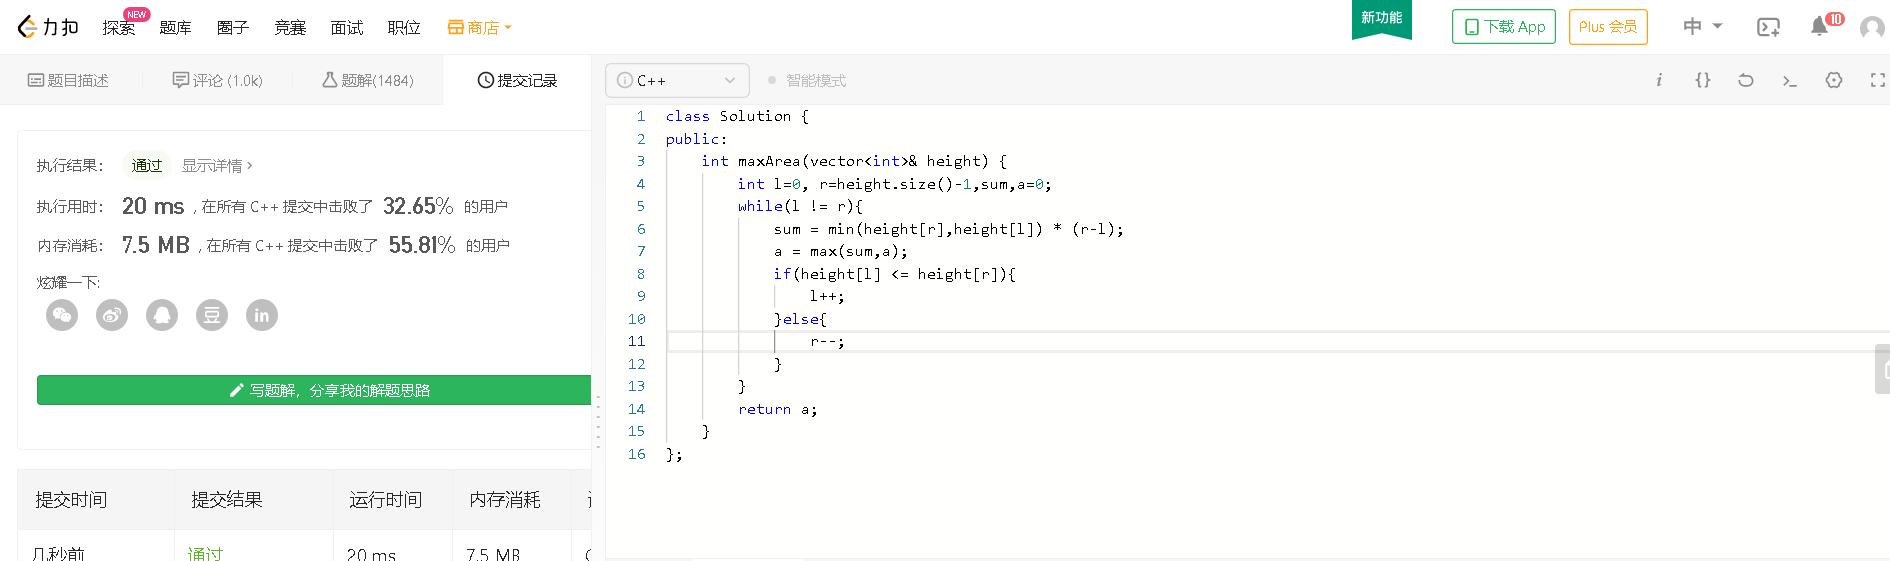 力扣 探索 NEW 题库 圈子 竞赛 面试 职位 商店 新功能 下载 App Plus 会员 中 10
题目描述 评论 (1.0k) 题解(1484) 提交记录
执行结果： 通过 显示详情 ›
执行用时： 20 ms , 在所有 C++ 提交中击败了 32.65% 的用户
内存消耗： 7.5 MB , 在所有 C++ 提交中击败了 55.81% 的用户
炫耀一下:
豆 in
写题解，分享我的解题思路
提交时间 提交结果 运行时间 内存消耗
几秒前 通过 20 ms 7.5 MB
i C++ 智能模式 i {} >_
1 class Solution {
2 public:
3     int maxArea(vector<int>& height) {
4         int l=0, r=height.size()-1,sum,a=0;
5         while(l != r){
6             sum = min(height[r],height[l]) * (r-l);
7             a = max(sum,a);
8             if(height[l] <= height[r]){
9                 l++;
10             }else{
11                 r--;
12             }
13         }
14         return a;
15     }
16 };